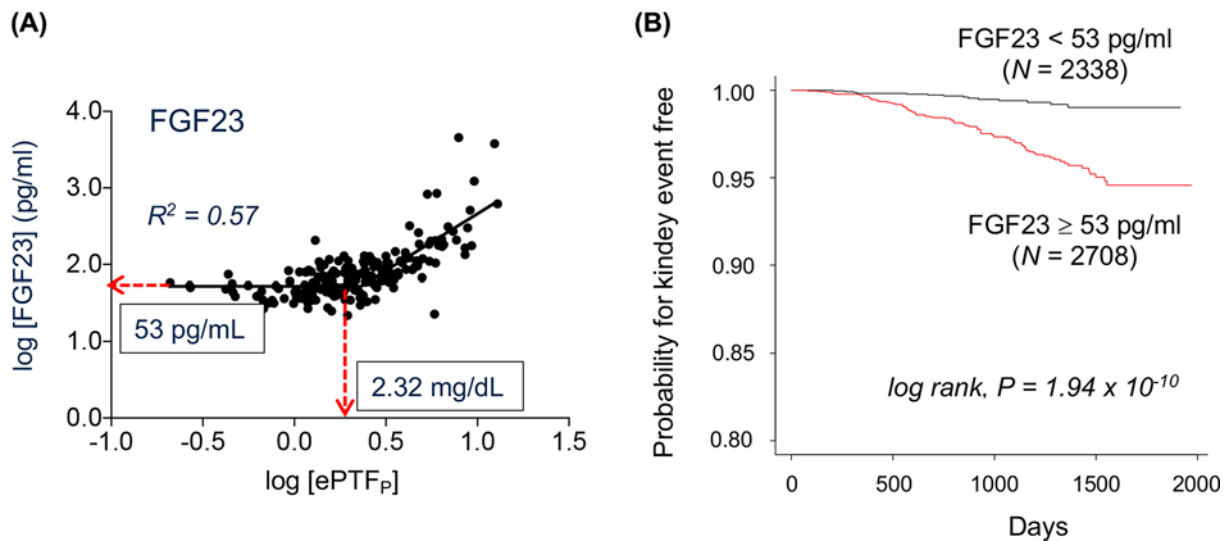 (A)
FGF23
R² = 0.57
log [FGF23] (pg/ml)
4.0
3.0
2.0
1.0
0.0
53 pg/mL
2.32 mg/dL
-1.0
-0.5
0.0
0.5
1.0
1.5
log [ePTFₚ]
(B)
FGF23 < 53 pg/ml
(N = 2338)
Probability for kindey event free
1.00
0.95
0.90
0.85
0.80
FGF23 ≥ 53 pg/ml
(N = 2708)
log rank, P = 1.94 x 10⁻¹⁰
0
500
1000
1500
2000
Days